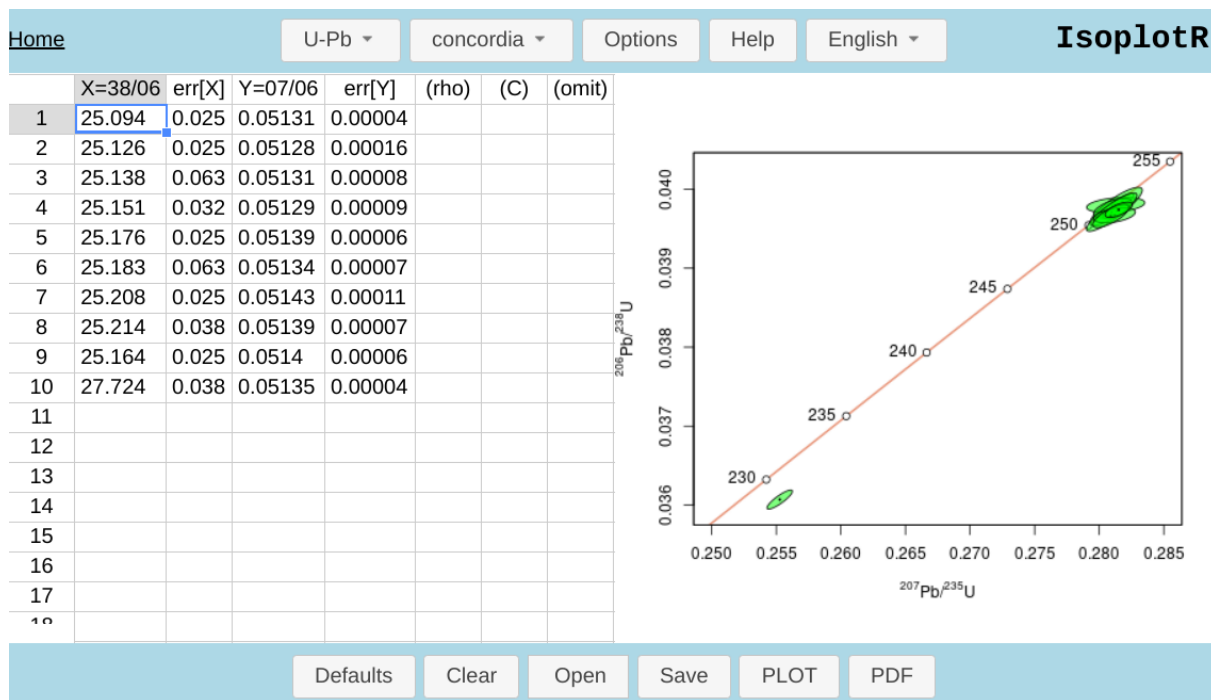 Home U-Pb concordia Options Help English IsoplotR
X=38/06 err[X] Y=07/06 err[Y] (rho) (C) (omit)
1 25.094 0.025 0.05131 0.00004
2 25.126 0.025 0.05128 0.00016
3 25.138 0.063 0.05131 0.00008
4 25.151 0.032 0.05129 0.00009
5 25.176 0.025 0.05139 0.00006
6 25.183 0.063 0.05134 0.00007
7 25.208 0.025 0.05143 0.00011
8 25.214 0.038 0.05139 0.00007
9 25.164 0.025 0.0514 0.00006
10 27.724 0.038 0.05135 0.00004
11
12
13
14
15
16
17
18
²⁰⁶Pb/²³⁸U
0.040
0.039
0.038
0.037
0.036
255
250
245
240
235
230
0.250 0.255 0.260 0.265 0.270 0.275 0.280 0.285
²⁰⁷Pb/²³⁵U
Defaults Clear Open Save PLOT PDF